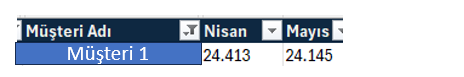 Müşteri Adı Nisan Mayıs
Müşteri 1 24.413 24.145